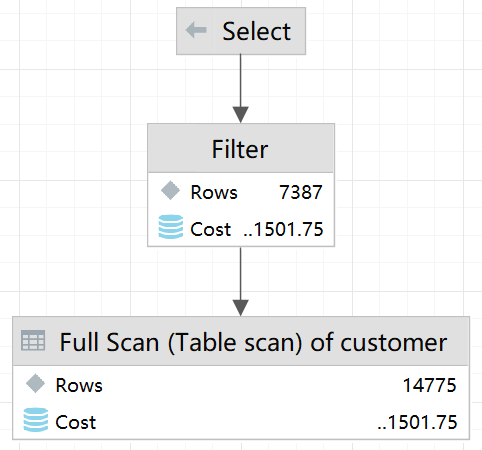 Select
Filter
Rows 7387
Cost ..1501.75
Full Scan (Table scan) of customer
Rows 14775
Cost ..1501.75